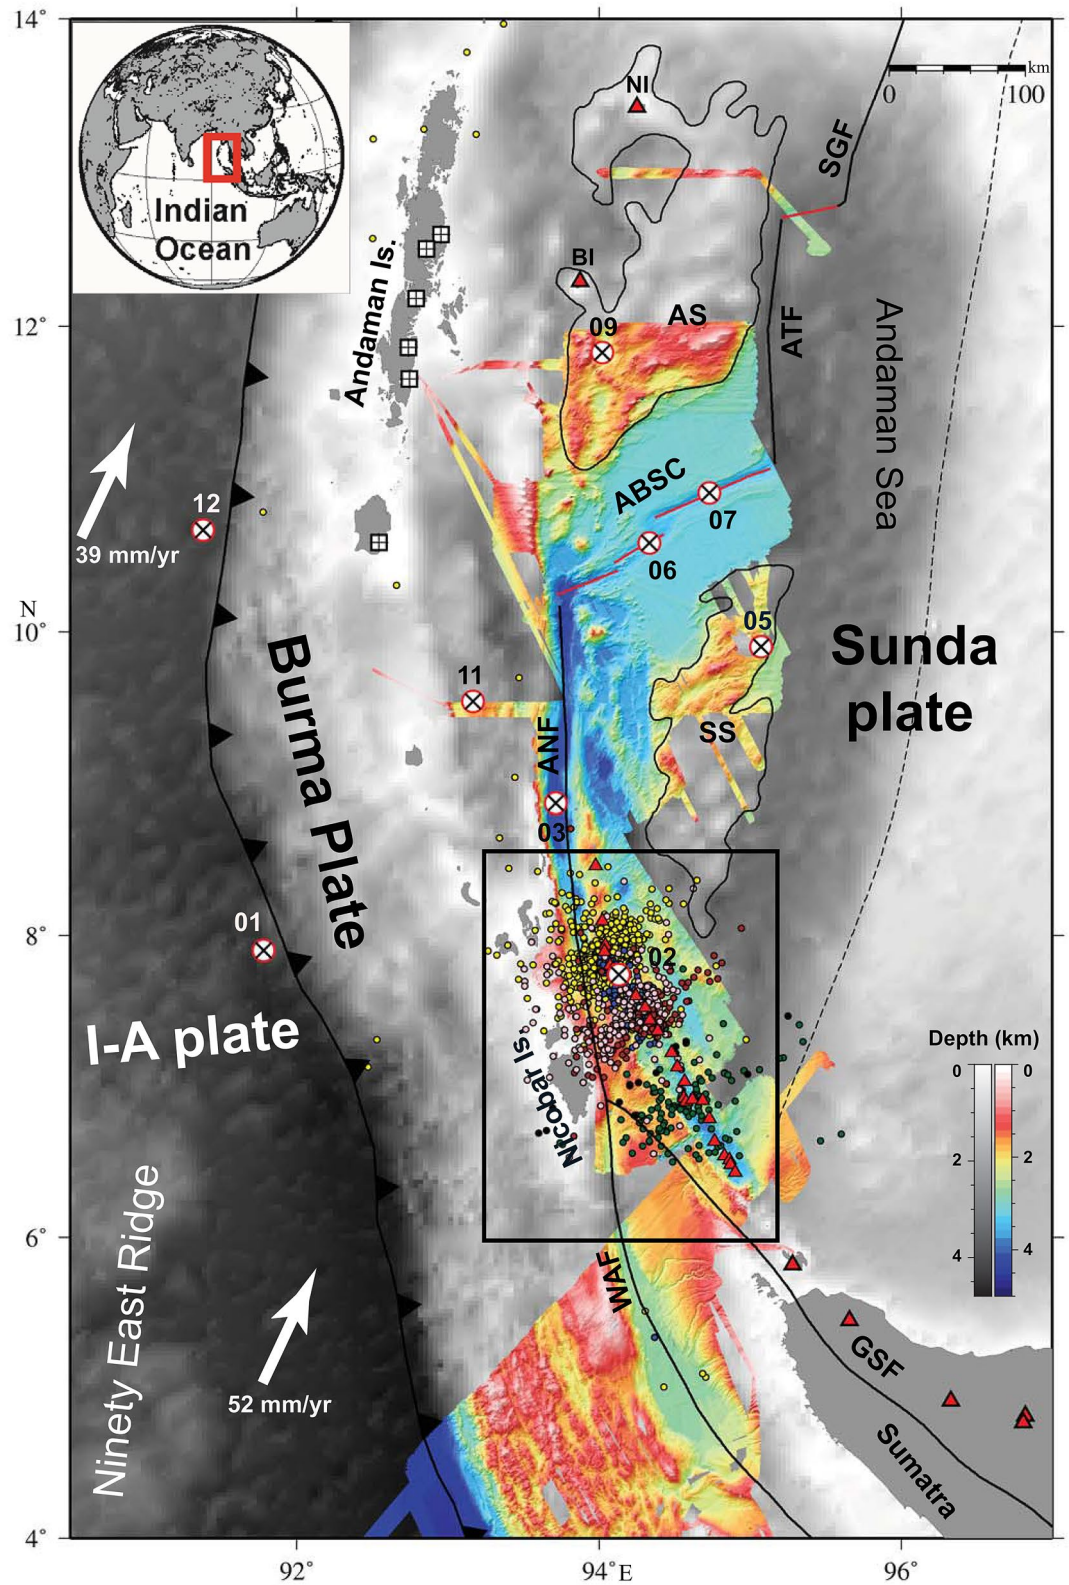 14°
12°
N
10°
8°
6°
4°
92°
94°E
96°
Indian
Ocean
km
0
100
NI
SGF
BI
Andaman Is.
09
AS
ATF
Andaman Sea
12
39 mm/yr
ABSC
07
06
05
Burma Plate
11
Sunda
plate
ANF
SS
03
01
02
I-A plate
Nicobar Is.
Depth (km)
0
0
2
2
4
4
Ninety East Ridge
WAF
52 mm/yr
GSF
Sumatra